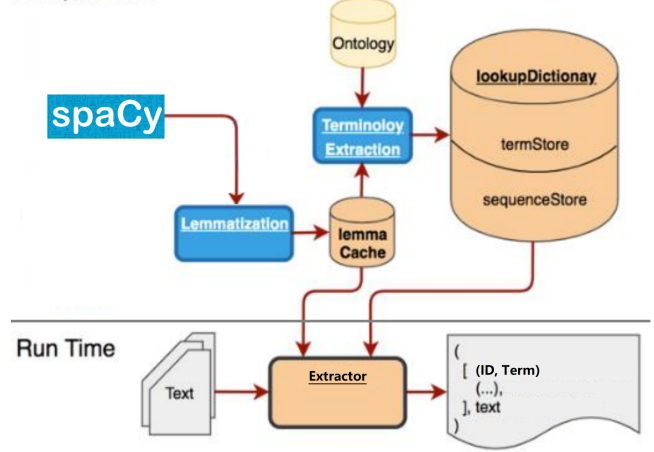 Ontology
lookupDictionay
spaCy
Terminoloy
Extraction
termStore
sequenceStore
Lemmatization
lemma
Cache
Run Time
Text
Extractor
(
[ (ID, Term)
(...),
], text
)